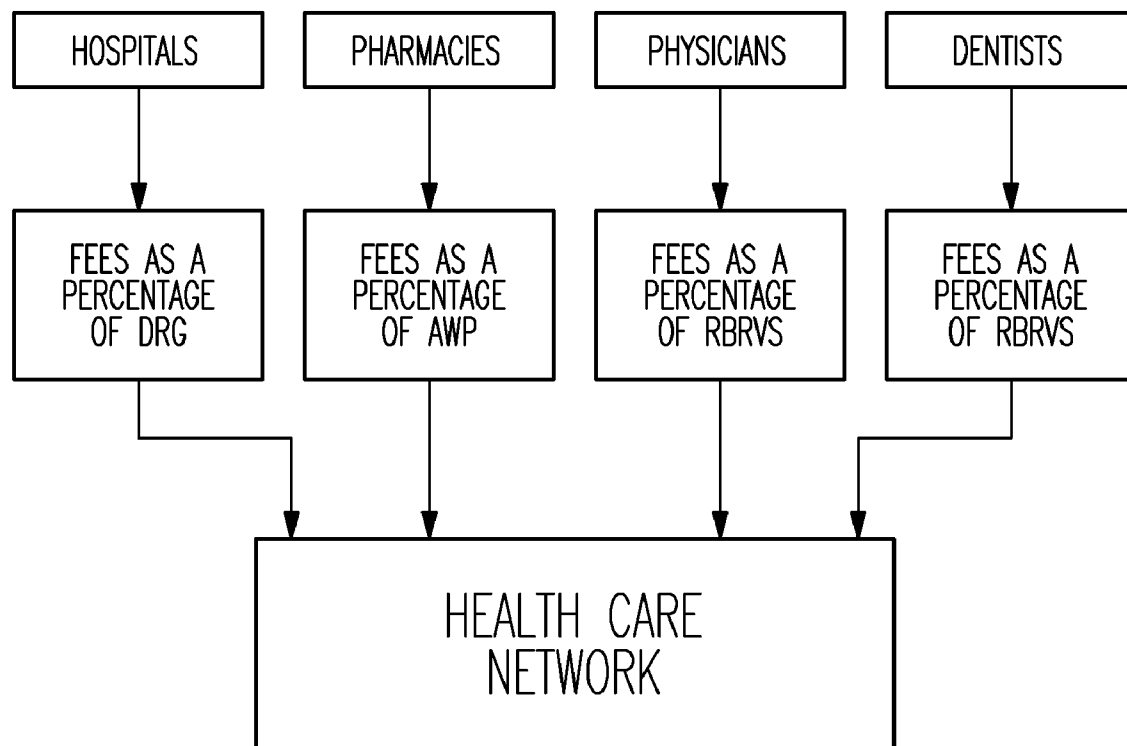 HOSPITALS
PHARMACIES
PHYSICIANS
DENTISTS
FEES AS A
PERCENTAGE
OF DRG
FEES AS A
PERCENTAGE
OF AWP
FEES AS A
PERCENTAGE
OF RBRVS
FEES AS A
PERCENTAGE
OF RBRVS
HEALTH CARE
NETWORK